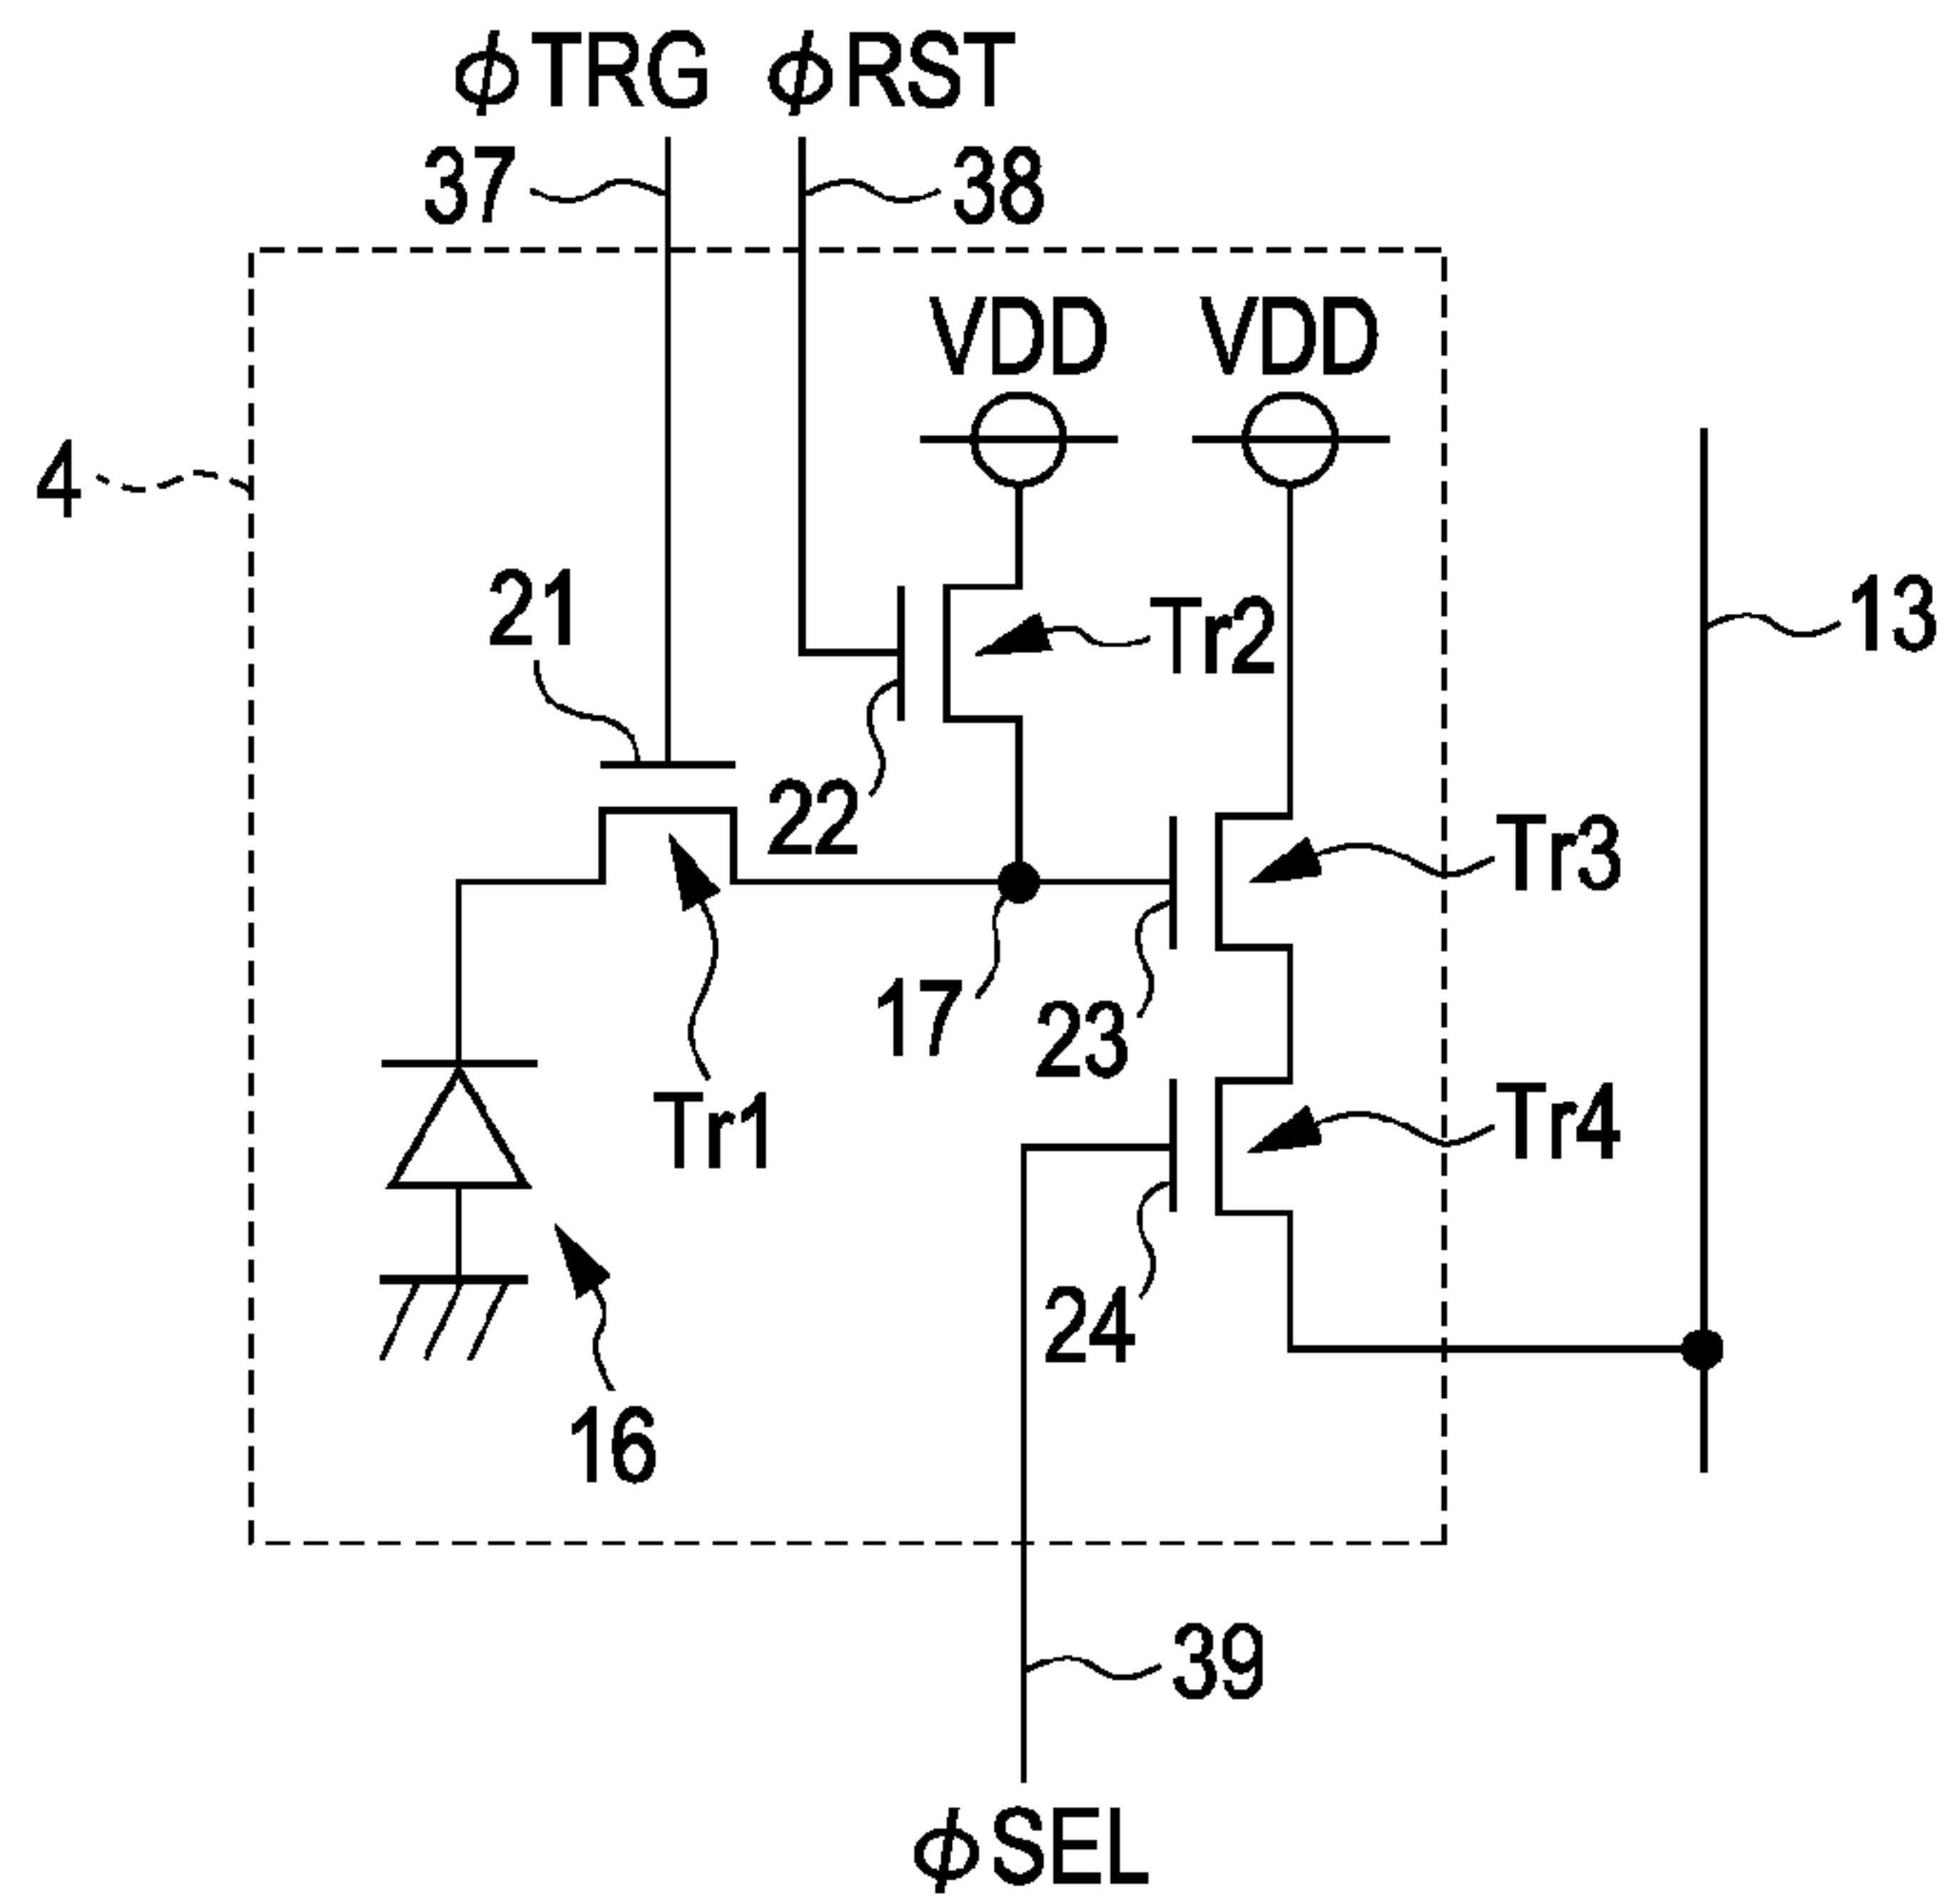 ϕTRG ϕRST
37 38
VDD VDD
4
21 Tr2 13
22 Tr3
17 23
Tr1 Tr4
24
16
39
ϕSEL